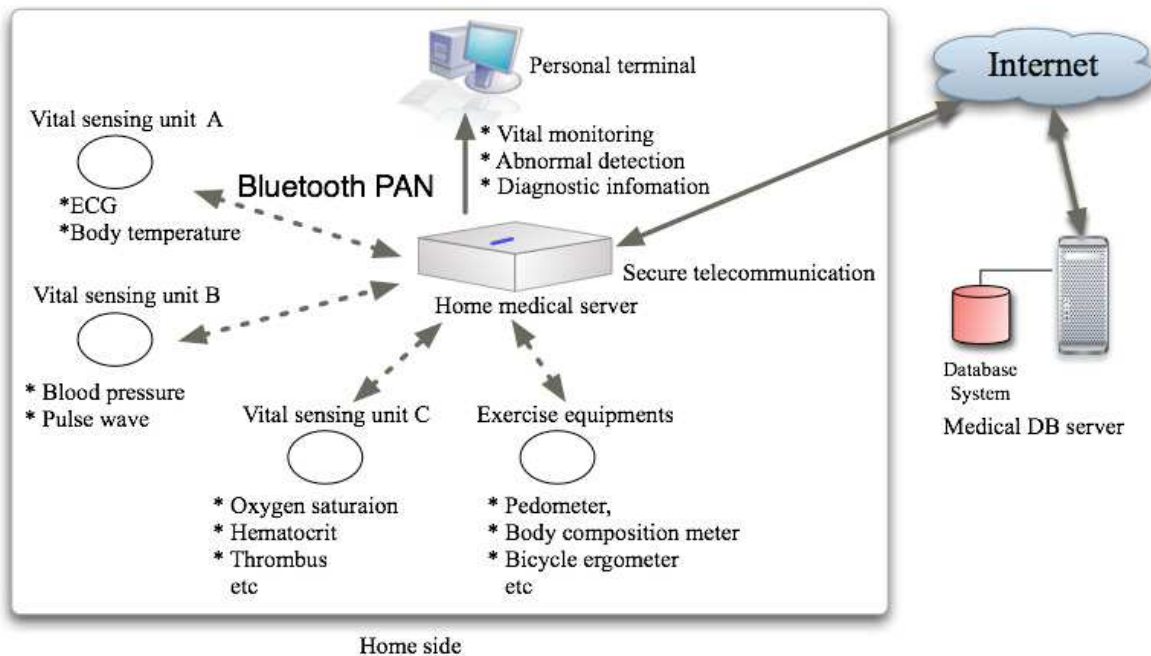 Personal terminal
Internet
Vital sensing unit A
* Vital monitoring
* Abnormal detection
* Diagnostic infomation
Bluetooth PAN
*ECG
*Body temperature
Secure telecommunication
Vital sensing unit B
Home medical server
* Blood pressure
* Pulse wave
Database
System
Medical DB server
Vital sensing unit C
Exercise equipments
* Oxygen saturaion
* Hematocrit
* Thrombus
etc
* Pedometer,
* Body composition meter
* Bicycle ergometer
etc
Home side